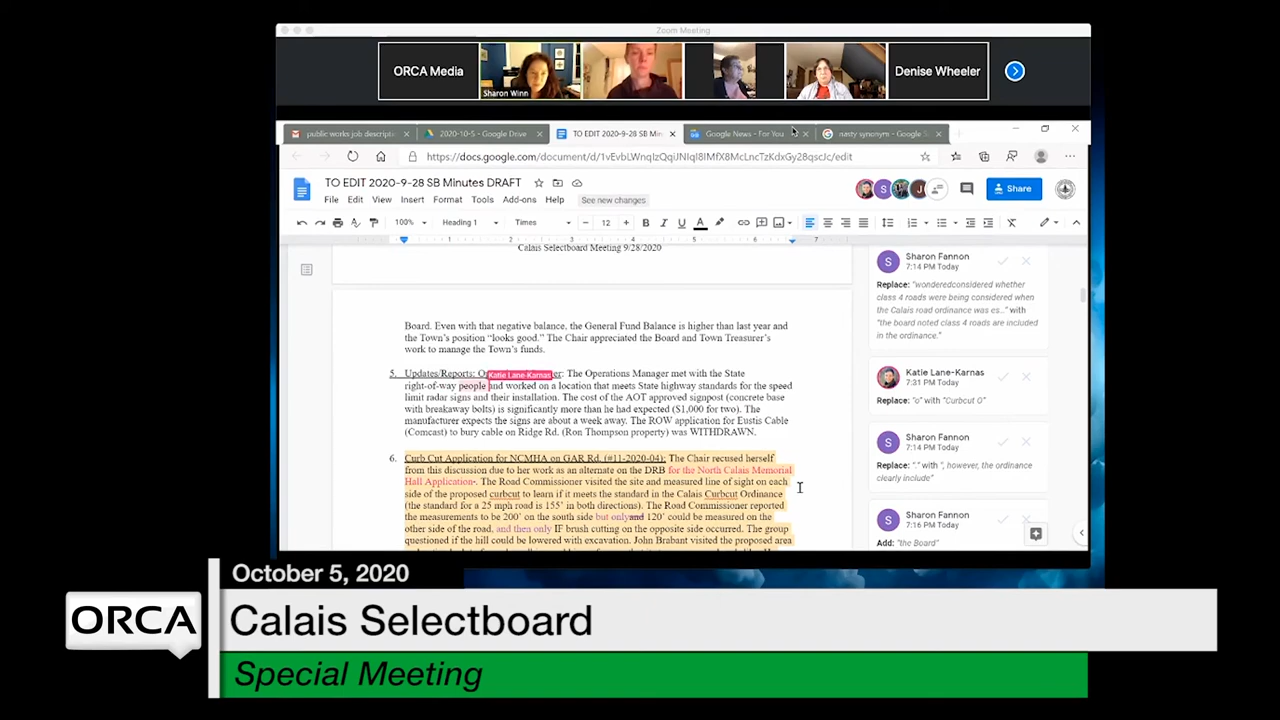 Zoom Meeting
ORCA Media
Sharon Winn
Denise Wheeler
public works job descripti
2020-10-5 - Google Drive
TO EDIT 2020-9-28 SB Min
Google News - For You
nasty synonym - Google S
https://docs.google.com/document/d/1vEvbLWnqlzQqiJNIqI8IMfX8McLncTzKdxGy28qscJc/edit
TO EDIT 2020-9-28 SB Minutes DRAFT
File Edit View Insert Format Tools Add-ons Help
See new changes
Share
100%
Heading 1
Times
12
B I U A
1 2 3 4 5 6 7
Calais Selectboard Meeting 9/28/2020
Board. Even with that negative balance, the General Fund Balance is higher than last year and
the Town's position "looks good." The Chair appreciated the Board and Town Treasurer's
work to manage the Town's funds.
5. Updates/Reports: O Katie Lane-Karnas er: The Operations Manager met with the State
right-of-way people and worked on a location that meets State highway standards for the speed
limit radar signs and their installation. The cost of the AOT approved signpost (concrete base
with breakaway bolts) is significantly more than he had expected ($1,000 for two). The
manufacturer expects the signs are about a week away. The ROW application for Eustis Cable
(Comcast) to bury cable on Ridge Rd. (Ron Thompson property) was WITHDRAWN.
6. Curb Cut Application for NCMHA on GAR Rd. (#11-2020-04): The Chair recused herself
from this discussion due to her work as an alternate on the DRB for the North Calais Memorial
Hall Application. The Road Commissioner visited the site and measured line of sight on each
side of the proposed curbcut to learn if it meets the standard in the Calais Curbcut Ordinance
(the standard for a 25 mph road is 155' in both directions). The Road Commissioner reported
the measurements to be 200' on the south side but onlyand 120' could be measured on the
other side of the road, and then only IF brush cutting on the opposite side occurred. The group
questioned if the hill could be lowered with excavation. John Brabant visited the proposed area
Sharon Fannon
7:14 PM Today
Replace: "wonderedconsidered whether
class 4 roads were being considered when
the Calais road ordinance was es..." with
"the board noted class 4 roads are included
in the ordinance."
Katie Lane-Karnas
7:31 PM Today
Replace: "o" with "Curbcut O"
Sharon Fannon
7:14 PM Today
Replace: "." with ", however, the ordinance
clearly include"
Sharon Fannon
7:16 PM Today
Add: "the Board"
October 5, 2020
ORCA
Calais Selectboard
Special Meeting